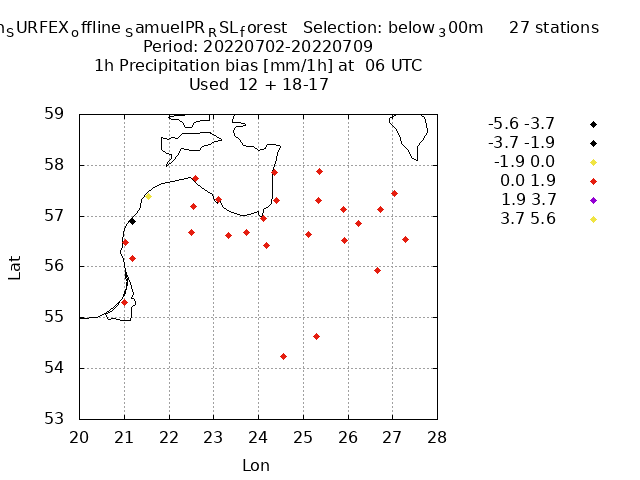 SURFEXoffline SamuelPR RSLforest Selection: below 300m 27 stations
Period: 20220702-20220709
1h Precipitation bias [mm/1h] at 06 UTC
Used 12 + 18-17
-5.6 -3.7
-3.7 -1.9
-1.9 0.0
0.0 1.9
1.9 3.7
3.7 5.6
59
58
57
56
55
54
53
Lat
20 21 22 23 24 25 26 27 28
Lon